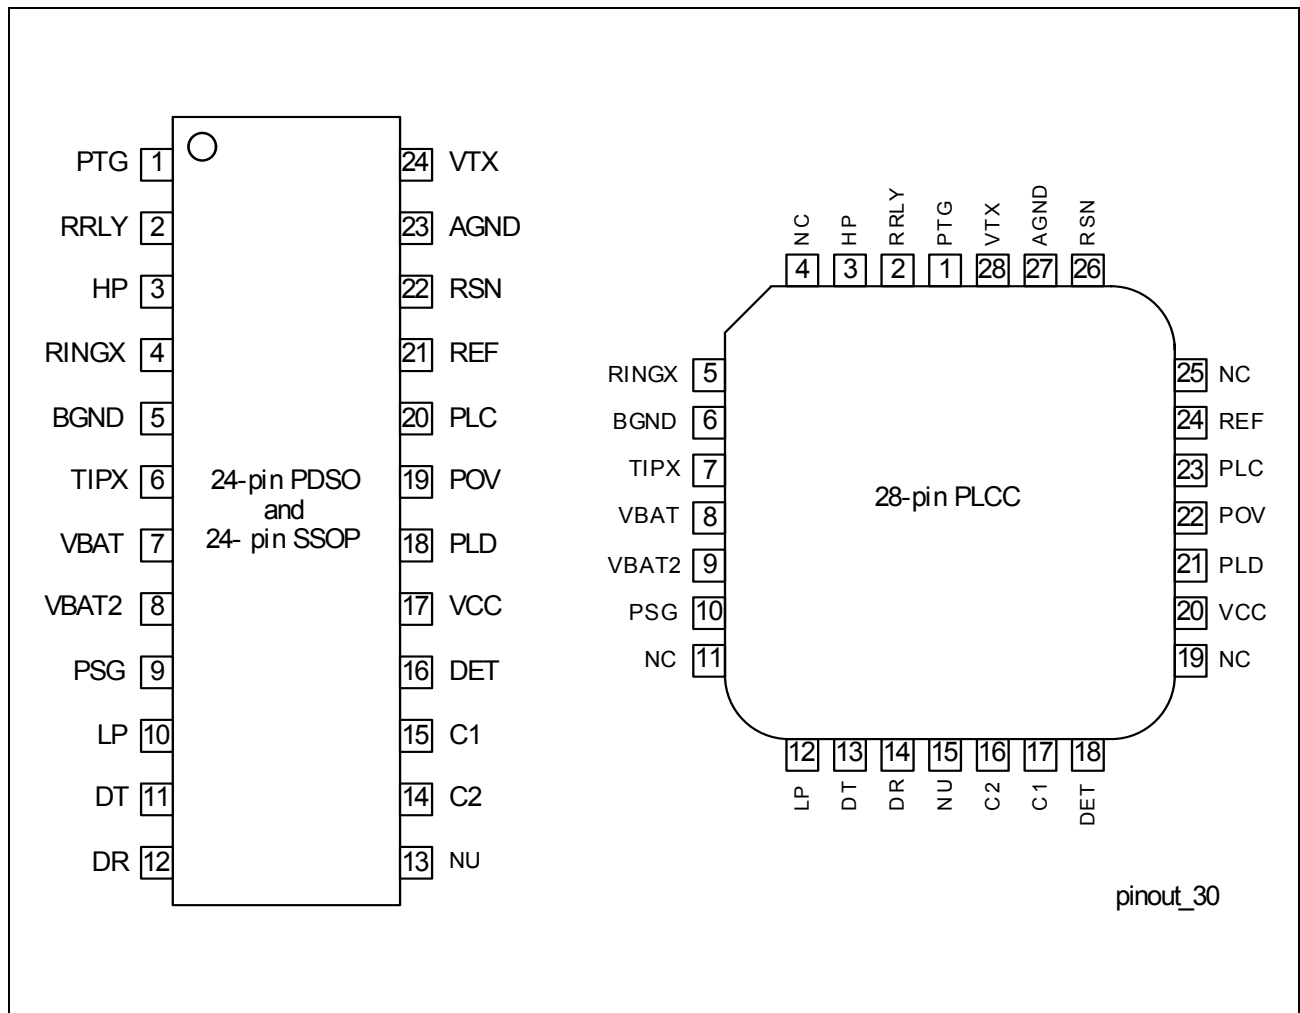 PTG 1
RRLY 2
HP 3
RINGX 4
BGND 5
TIPX 6
VBAT 7
VBAT2 8
PSG 9
LP 10
DT 11
DR 12
24-pin PDSO
and
24- pin SSOP
24 VTX
23 AGND
22 RSN
21 REF
20 PLC
19 POV
18 PLD
17 VCC
16 DET
15 C1
14 C2
13 NU
NC HP RRLY PTG VTX AGND RSN
4 3 2 1 28 27 26
RINGX 5
BGND 6
TIPX 7
VBAT 8
VBAT2 9
PSG 10
NC 11
28-pin PLCC
25 NC
24 REF
23 PLC
22 POV
21 PLD
20 VCC
19 NC
12 13 14 15 16 17 18
LP DT DR NU C2 C1 DET
pinout_30